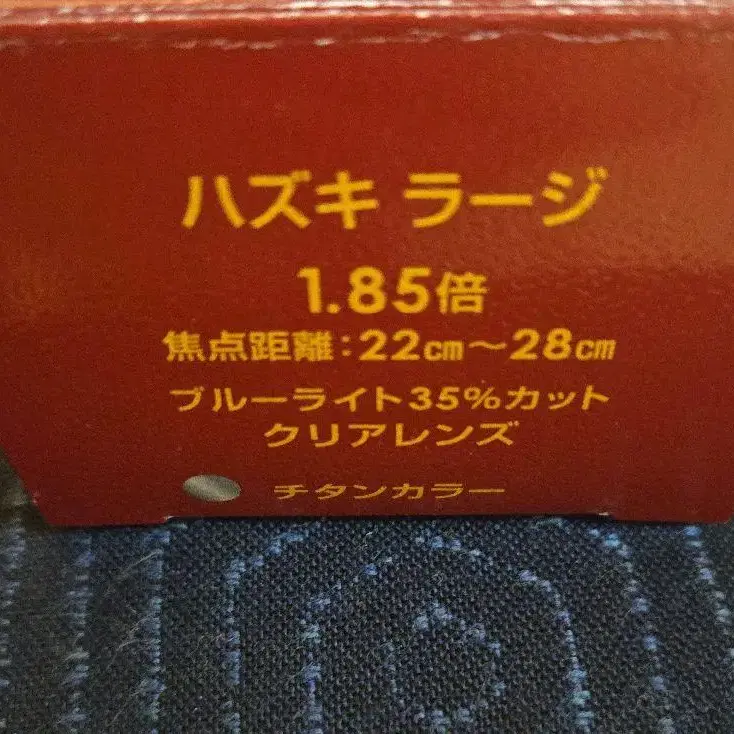 ハズキ ラージ
1.85倍
焦点距離:22cm～28cm
ブルーライト35%カット
クリアレンズ
チタンカラー